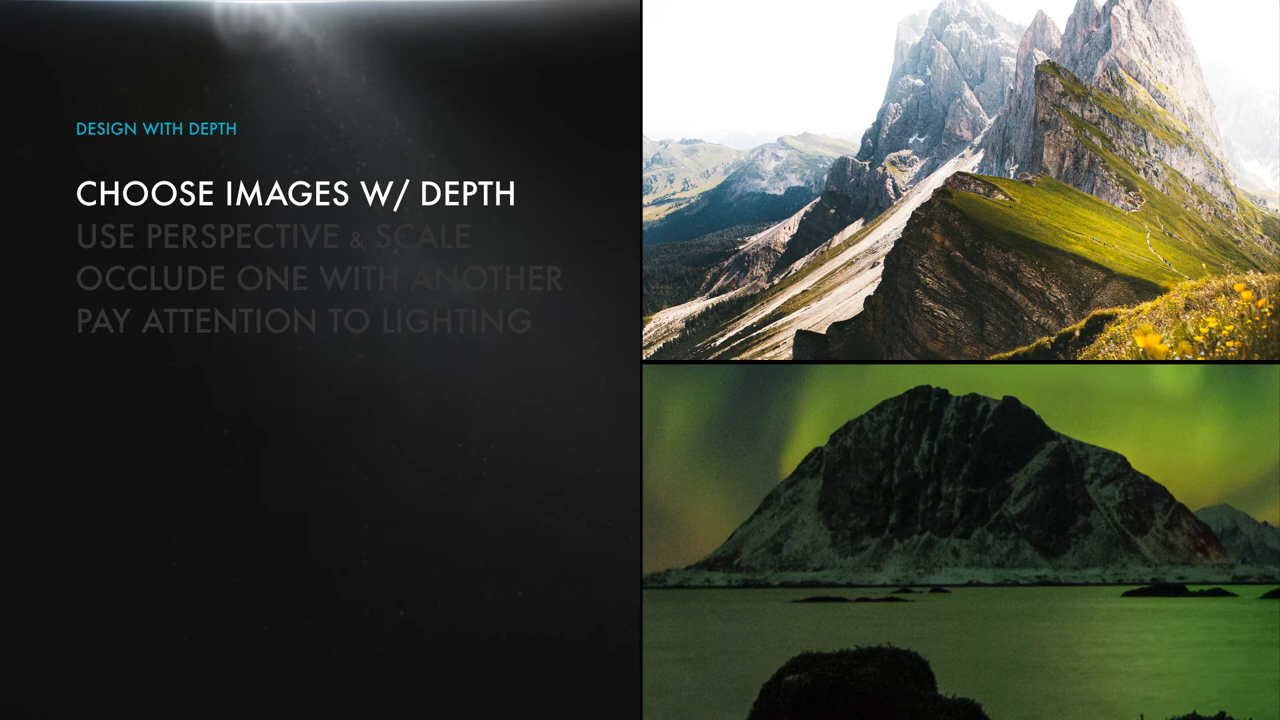 DESIGN WITH DEPTH
CHOOSE IMAGES W/ DEPTH
USE PERSPECTIVE & SCALE
OCCLUDE ONE WITH ANOTHER
PAY ATTENTION TO LIGHTING